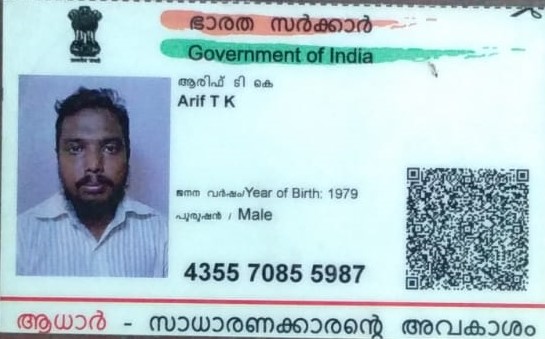 ഭാരത സർക്കാർ
Government of India
ആരിഫ് ടി കെ
Arif T K
ജനന വർഷം/Year of Birth: 1979
പുരുഷൻ / Male
4355 7085 5987
ആധാർ - സാധാരണക്കാരന്റെ അവകാശം